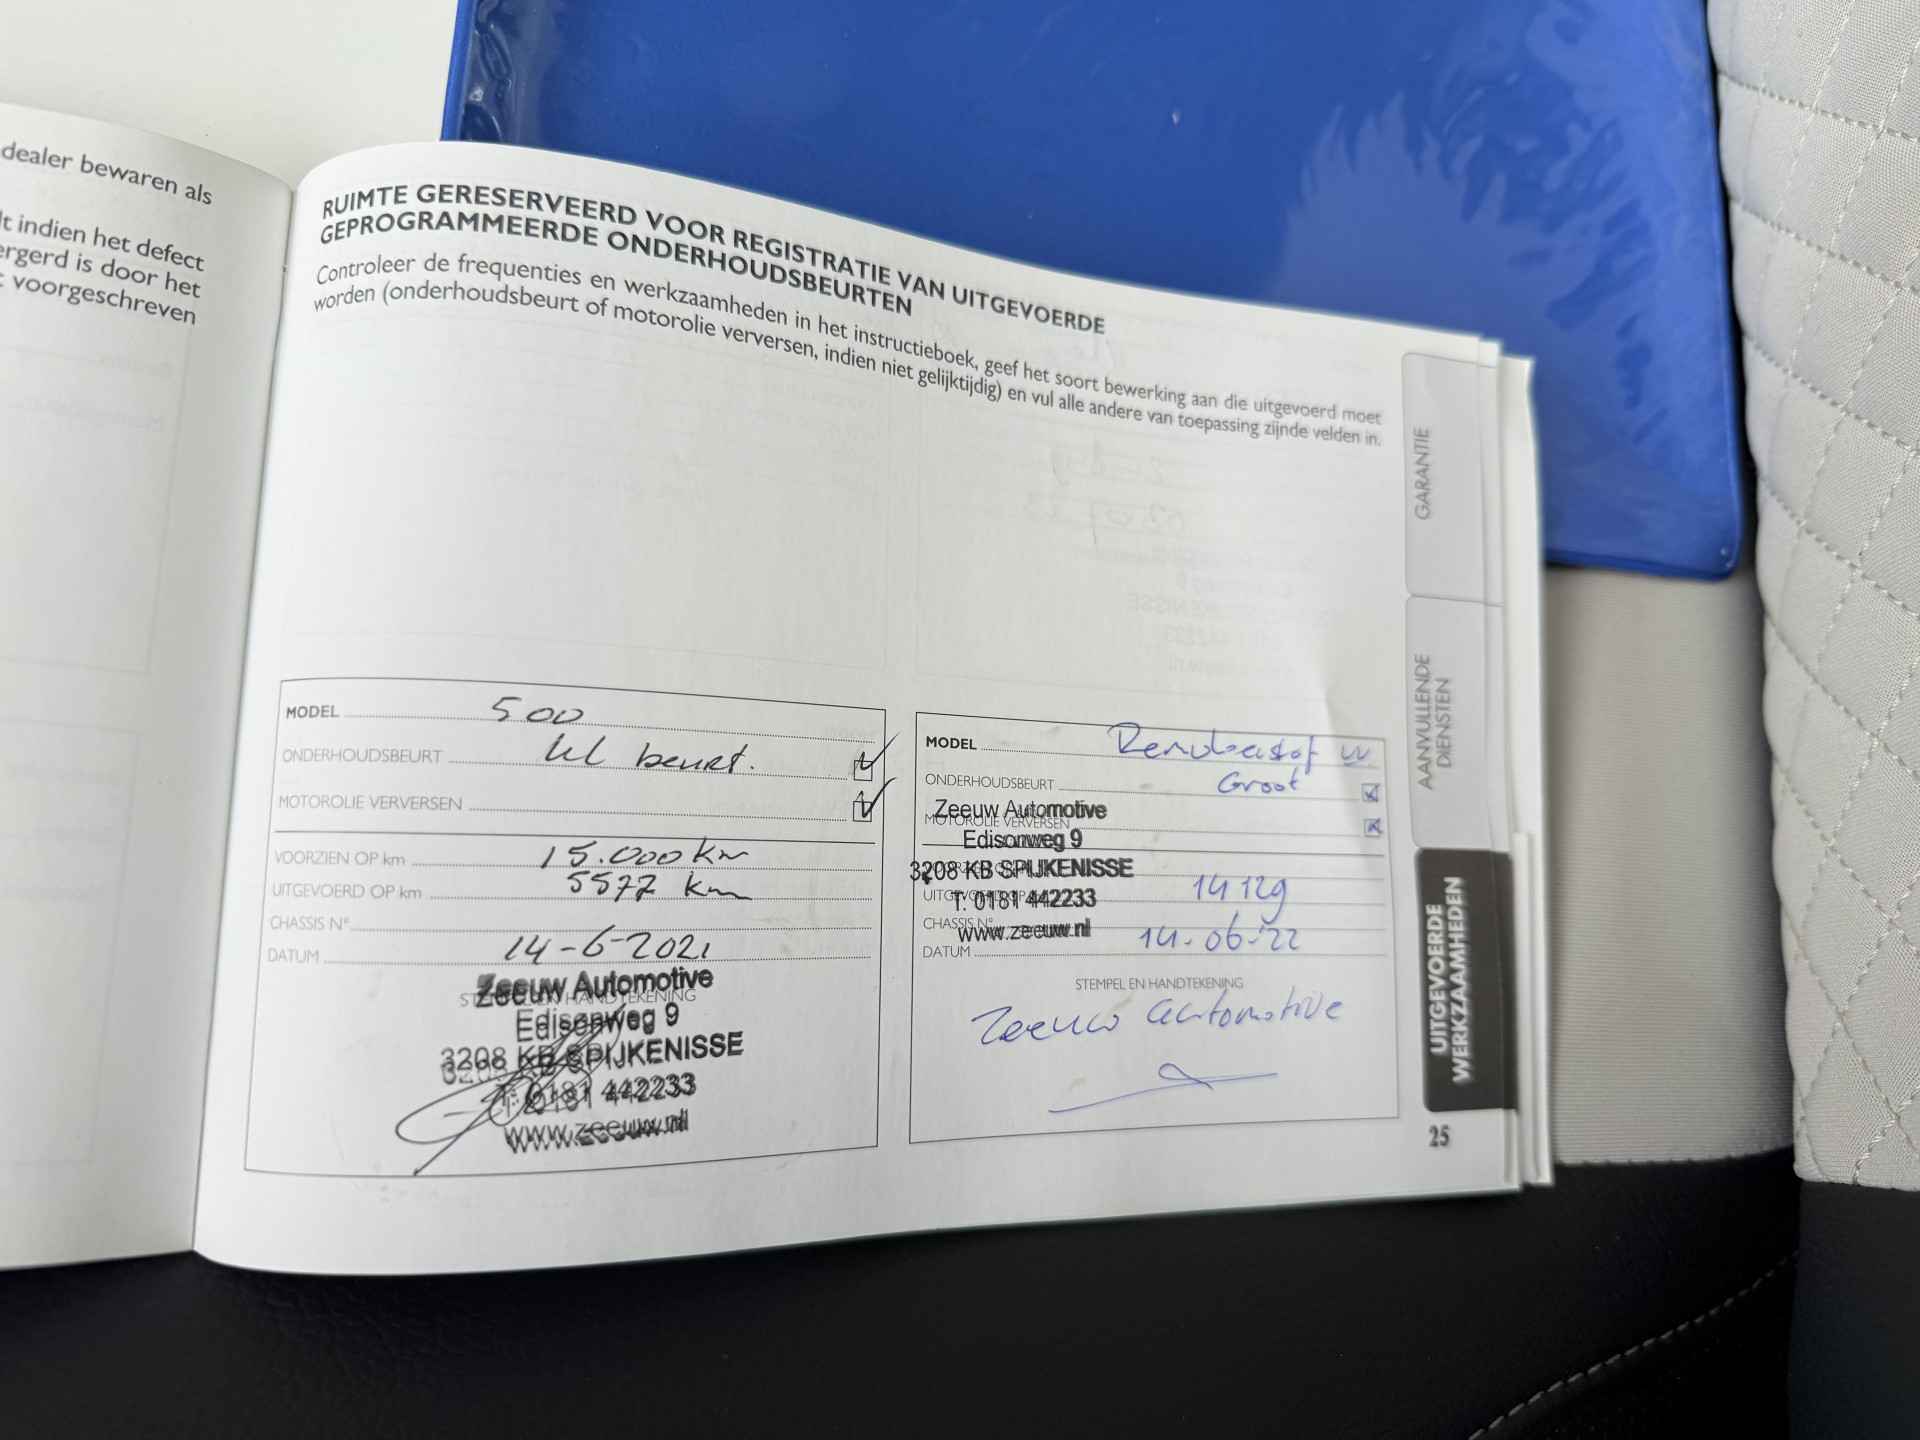 dealer bewaren als
lt indien het defect
ergerd is door het
voorgeschreven
RUIMTE GERESERVEERD VOOR REGISTRATIE VAN UITGEVOERDE
GEPROGRAMMEERDE ONDERHOUDSBEURTEN
Controleer de frequenties en werkzaamheden in het instructieboek, geef het soort bewerking aan die uitgevoerd moet
worden (onderhoudsbeurt of motorolie verversen, indien niet gelijktijdig) en vul alle andere van toepassing zijnde velden in.
MODEL 500
ONDERHOUDSBEURT kl beurt.
MOTOROLIE VERVERSEN
VOORZIEN OP km 15.000 km
UITGEVOERD OP km 5577 km
CHASSIS N°
DATUM 14-6-2021
STEMPEL EN HANDTEKENING
Zeeuw Automotive
Edisonweg 9
3208 KB SPIJKENISSE
T: 0181 442233
www.zeeuw.nl
MODEL Remvloeistof vv
ONDERHOUDSBEURT Groot
MOTOROLIE VERVERSEN
Zeeuw Automotive
Edisonweg 9
3208 KB SPIJKENISSE
T: 0181 442233
www.zeeuw.nl
UITGEVOERD OP km 14129
CHASSIS N°
DATUM 14-06-'22
STEMPEL EN HANDTEKENING
Zeeuw automotive
GARANTIE
AANVULLENDE
DIENSTEN
UITGEVOERDE
WERKZAAMHEDEN
25